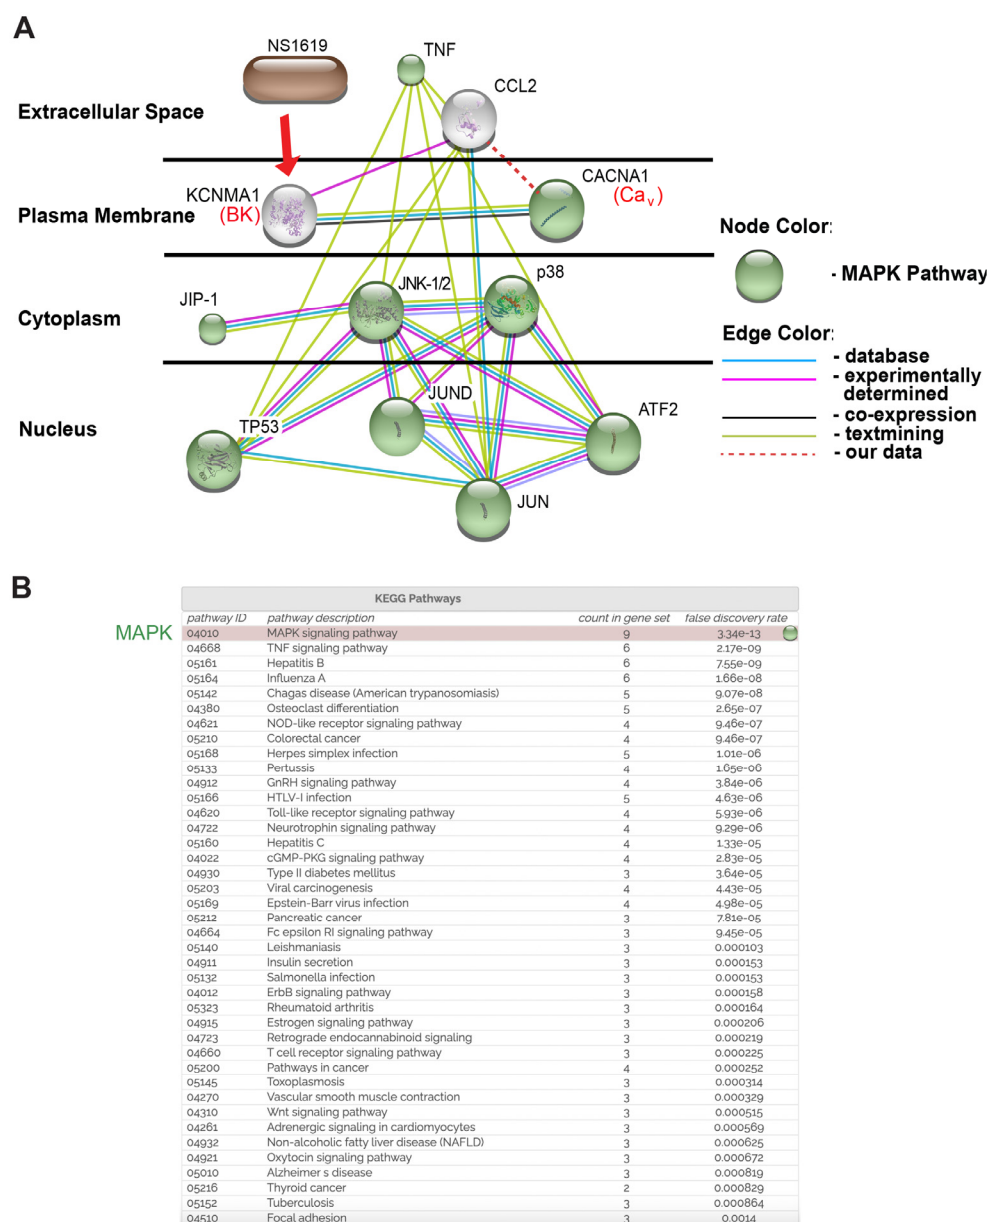 A
NS1619
TNF
CCL2
Extracellular Space
KCNMA1
(BK)
CACNA1
(Cav)
Plasma Membrane
Node Color:
- MAPK Pathway
JIP-1
JNK-1/2
p38
Cytoplasm
Edge Color:
- database
- experimentally
determined
- co-expression
- textmining
- our data
JUND
ATF2
TP53
Nucleus
JUN
B
KEGG Pathways
pathway ID pathway description count in gene set false discovery rate
MAPK 04010 MAPK signaling pathway 9 3.34e-13
04668 TNF signaling pathway 6 2.17e-09
05161 Hepatitis B 6 7.55e-09
05164 Influenza A 6 1.66e-08
05142 Chagas disease (American trypanosomiasis) 5 9.07e-08
04380 Osteoclast differentiation 5 2.65e-07
04621 NOD-like receptor signaling pathway 4 9.46e-07
05210 Colorectal cancer 4 9.46e-07
05168 Herpes simplex infection 5 1.01e-06
05133 Pertussis 4 1.65e-06
04912 GnRH signaling pathway 4 3.84e-06
05166 HTLV-I infection 5 4.63e-06
04620 Toll-like receptor signaling pathway 4 5.93e-06
04722 Neurotrophin signaling pathway 4 9.29e-06
05160 Hepatitis C 4 1.33e-05
04022 cGMP-PKG signaling pathway 4 2.83e-05
04930 Type II diabetes mellitus 3 3.64e-05
05203 Viral carcinogenesis 4 4.43e-05
05169 Epstein-Barr virus infection 4 4.98e-05
05212 Pancreatic cancer 3 7.81e-05
04664 Fc epsilon RI signaling pathway 3 9.45e-05
05140 Leishmaniasis 3 0.000103
04911 Insulin secretion 3 0.000153
05132 Salmonella infection 3 0.000153
04012 ErbB signaling pathway 3 0.000158
05323 Rheumatoid arthritis 3 0.000164
04915 Estrogen signaling pathway 3 0.000206
04723 Retrograde endocannabinoid signaling 3 0.000219
04660 T cell receptor signaling pathway 3 0.000225
05200 Pathways in cancer 4 0.000252
05145 Toxoplasmosis 3 0.000314
04270 Vascular smooth muscle contraction 3 0.000329
04310 Wnt signaling pathway 3 0.000515
04261 Adrenergic signaling in cardiomyocytes 3 0.000569
04932 Non-alcoholic fatty liver disease (NAFLD) 3 0.000625
04921 Oxytocin signaling pathway 3 0.000672
05010 Alzheimer s disease 3 0.000819
05216 Thyroid cancer 2 0.000829
05152 Tuberculosis 3 0.000864
04510 Focal adhesion 3 0.0014